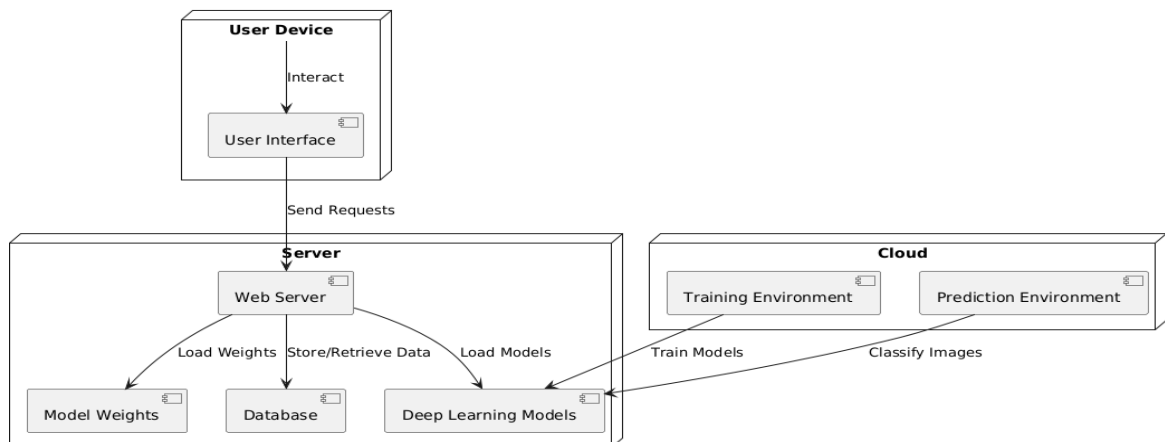 User Device
Interact
User Interface
Send Requests
Server
Cloud
Web Server
Training Environment
Prediction Environment
Load Weights
Store/Retrieve Data
Load Models
Train Models
Classify Images
Model Weights
Database
Deep Learning Models